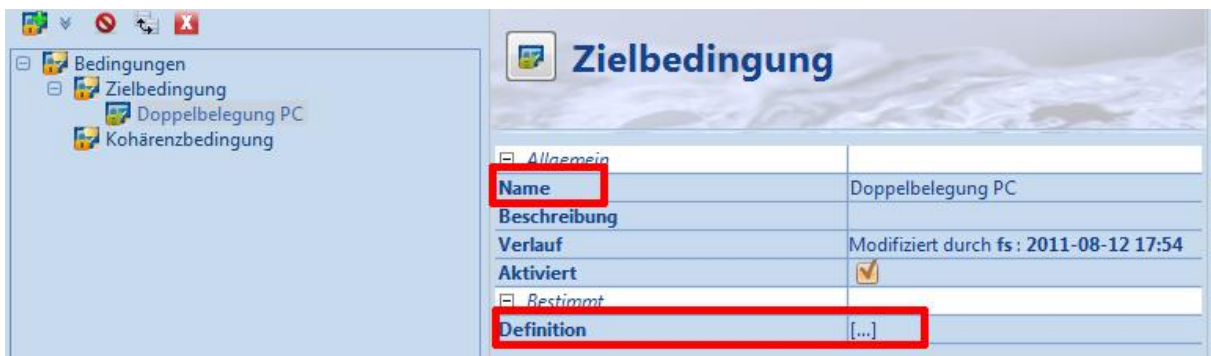 Bedingungen
Zielbedingung
Doppelbelegung PC
Kohärenzbedingung
Zielbedingung
Allgemein
Name Doppelbelegung PC
Beschreibung
Verlauf Modifiziert durch fs : 2011-08-12 17:54
Aktiviert
Bestimmt
Definition [...]